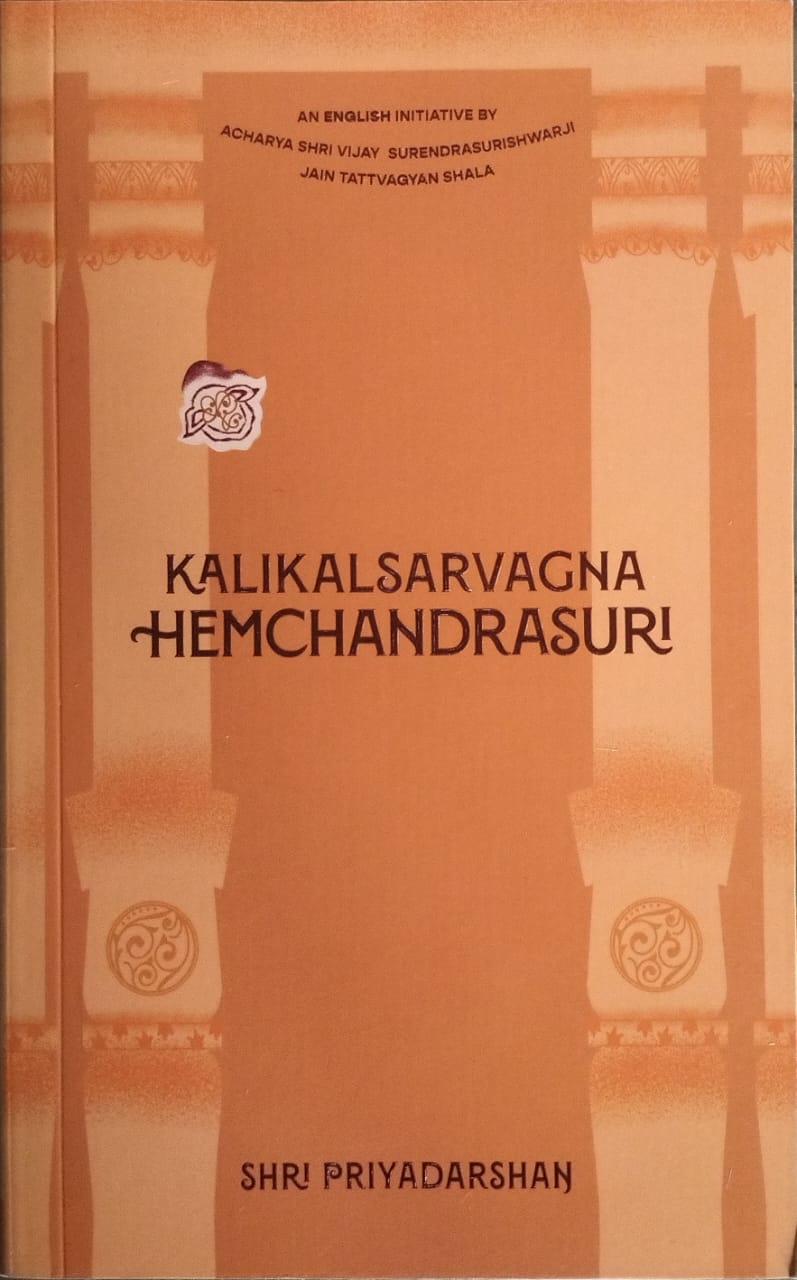 AN ENGLISH INITIATIVE BY
ACHARYA SHRI VIJAY SURENDRASURISHWARJI
JAIN TATTVAGYAN SHALA
KALIKALSARVAGNA
HEMCHANDRASURI
SHRI PRIYADARSHAN